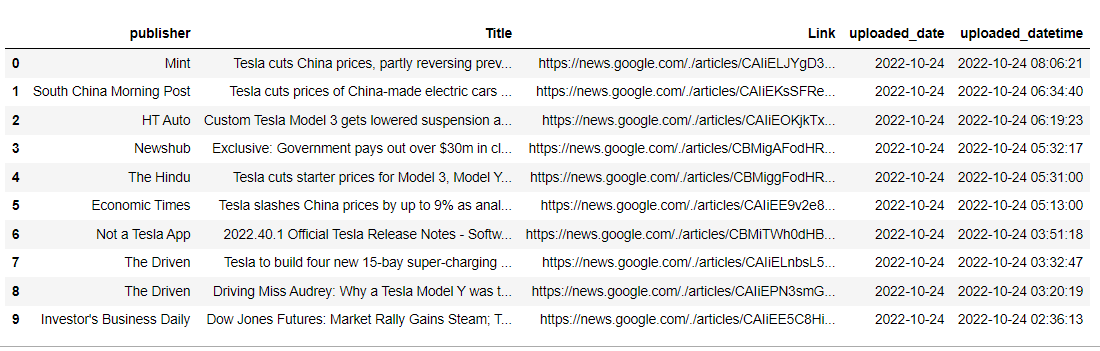 publisher Title Link uploaded_date uploaded_datetime
0 Mint Tesla cuts China prices, partly reversing prev... https://news.google.com/./articles/CAIiELJYgD3... 2022-10-24 2022-10-24 08:06:21
1 South China Morning Post Tesla cuts prices of China-made electric cars ... https://news.google.com/./articles/CAIiEKsSFRe... 2022-10-24 2022-10-24 06:34:40
2 HT Auto Custom Tesla Model 3 gets lowered suspension a... https://news.google.com/./articles/CAIiEOKjkTx... 2022-10-24 2022-10-24 06:19:23
3 Newshub Exclusive: Government pays out over $30m in cl... https://news.google.com/./articles/CBMigAFodHR... 2022-10-24 2022-10-24 05:32:17
4 The Hindu Tesla cuts starter prices for Model 3, Model Y... https://news.google.com/./articles/CBMiggFodHR... 2022-10-24 2022-10-24 05:31:00
5 Economic Times Tesla slashes China prices by up to 9% as anal... https://news.google.com/./articles/CAIiEE9v2e8... 2022-10-24 2022-10-24 05:13:00
6 Not a Tesla App 2022.40.1 Official Tesla Release Notes - Softw... https://news.google.com/./articles/CBMiTWh0dHB... 2022-10-24 2022-10-24 03:51:18
7 The Driven Tesla to build four new 15-bay super-charging ... https://news.google.com/./articles/CAIiELnbsL5... 2022-10-24 2022-10-24 03:32:47
8 The Driven Driving Miss Audrey: Why a Tesla Model Y was t... https://news.google.com/./articles/CAIiEPN3smG... 2022-10-24 2022-10-24 03:20:19
9 Investor's Business Daily Dow Jones Futures: Market Rally Gains Steam; T... https://news.google.com/./articles/CAIiEE5C8Hi... 2022-10-24 2022-10-24 02:36:13